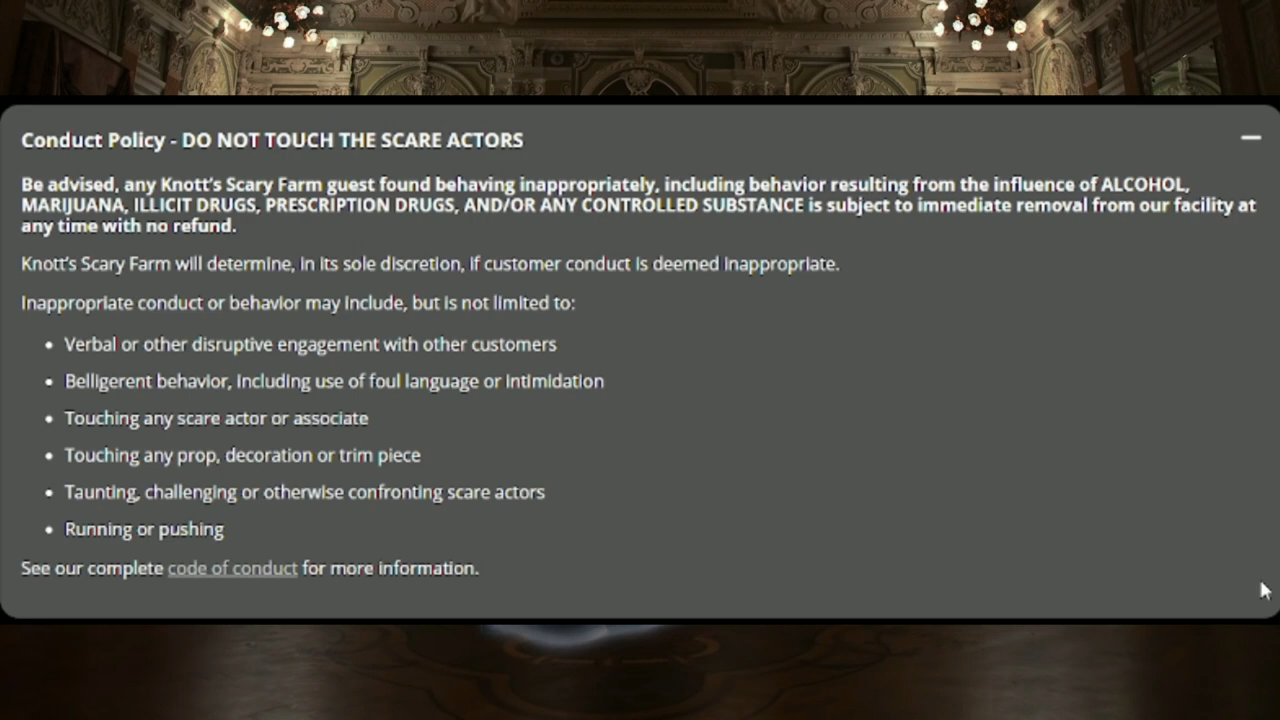 Conduct Policy - DO NOT TOUCH THE SCARE ACTORS
Be advised, any Knott's Scary Farm guest found behaving inappropriately, including behavior resulting from the influence of ALCOHOL,
MARIJUANA, ILLICIT DRUGS, PRESCRIPTION DRUGS, AND/OR ANY CONTROLLED SUBSTANCE is subject to immediate removal from our facility at
any time with no refund.
Knott's Scary Farm will determine, in its sole discretion, if customer conduct is deemed inappropriate.
Inappropriate conduct or behavior may include, but is not limited to:
• Verbal or other disruptive engagement with other customers
• Belligerent behavior, including use of foul language or intimidation
• Touching any scare actor or associate
• Touching any prop, decoration or trim piece
• Taunting, challenging or otherwise confronting scare actors
• Running or pushing
See our complete code of conduct for more information.